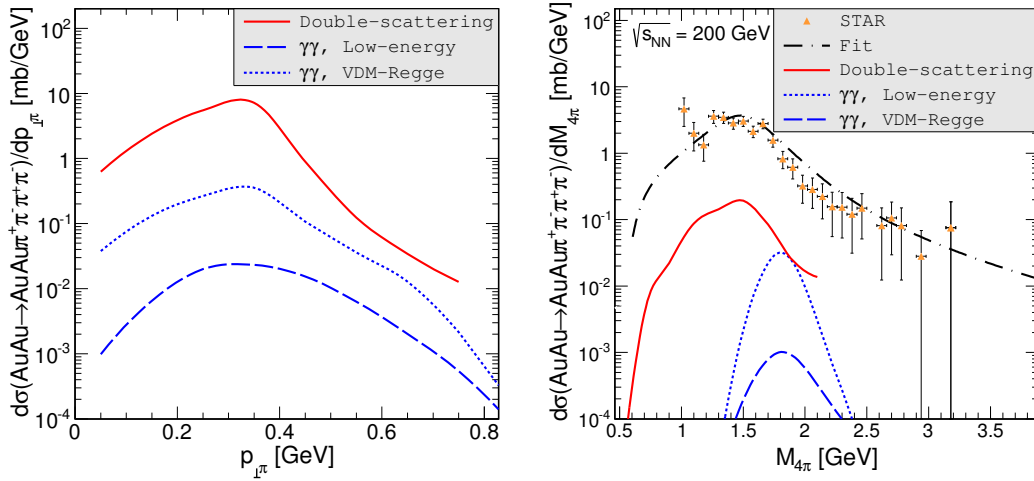 dσ(AuAu→AuAuπ⁺π⁻π⁺π⁻)/dp⊥π [mb/GeV]
10²
10
1
10⁻¹
10⁻²
10⁻³
10⁻⁴
Double-scattering
γγ, Low-energy
γγ, VDM-Regge
0 0.2 0.4 0.6 0.8
p⊥π [GeV]
dσ(AuAu→AuAuπ⁺π⁻π⁺π⁻)/dM4π [mb/GeV]
10²
10
1
10⁻¹
10⁻²
10⁻³
10⁻⁴
√sNN = 200 GeV
STAR
Fit
Double-scattering
γγ, Low-energy
γγ, VDM-Regge
0.5 1 1.5 2 2.5 3 3.5
M4π [GeV]